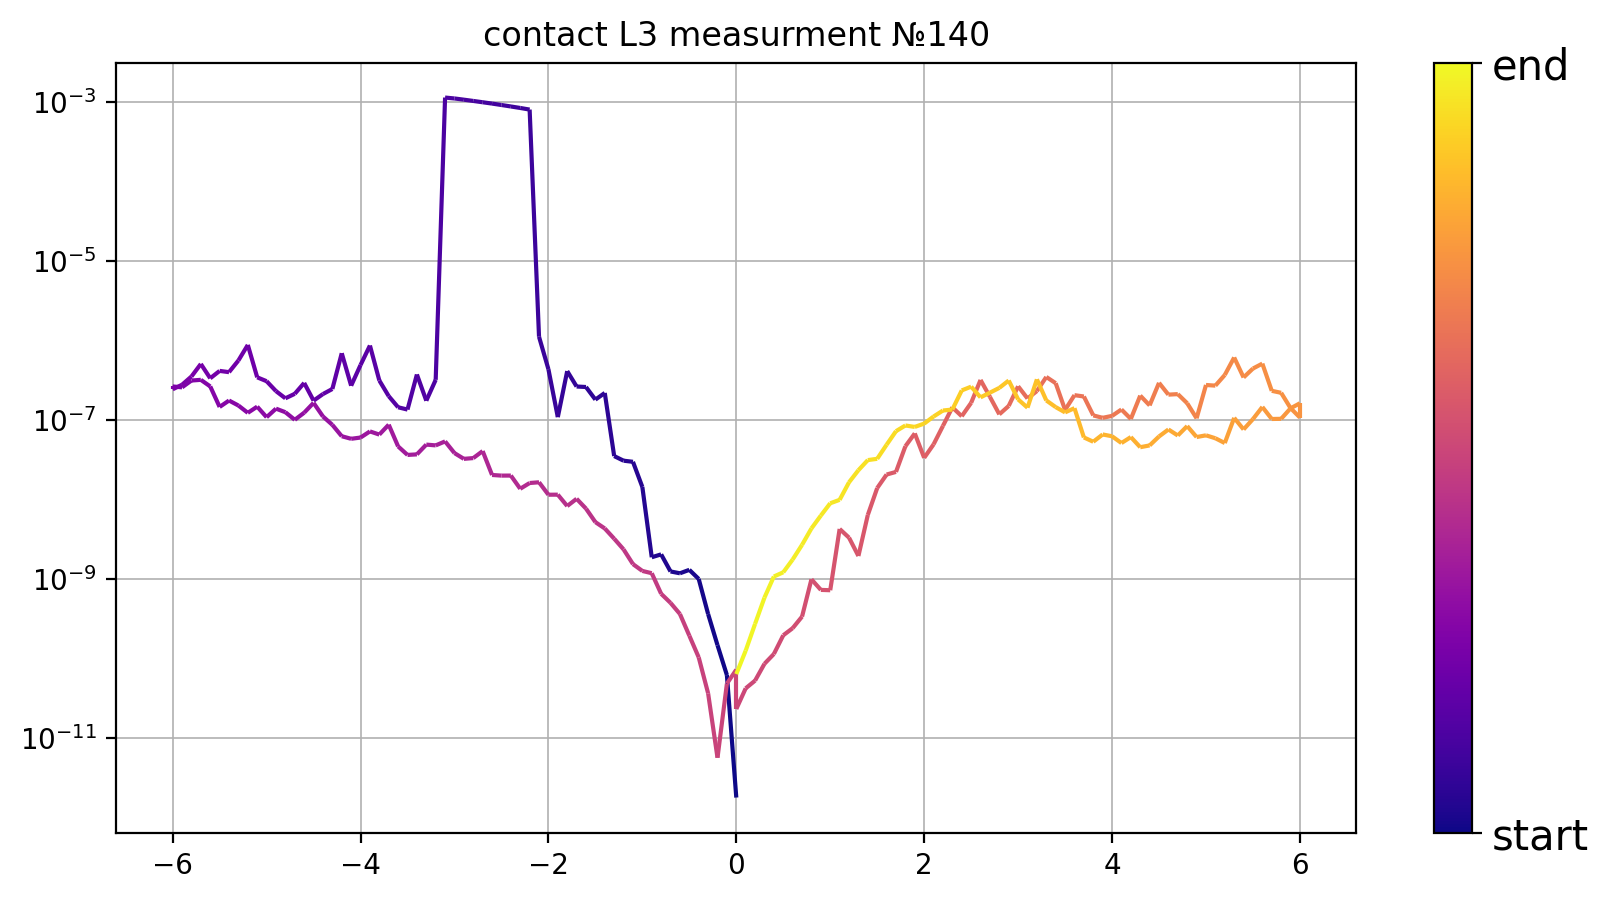 contact L3 measurment №140
10⁻³
10⁻⁵
10⁻⁷
10⁻⁹
10⁻¹¹
−6 −4 −2 0 2 4 6
end
start